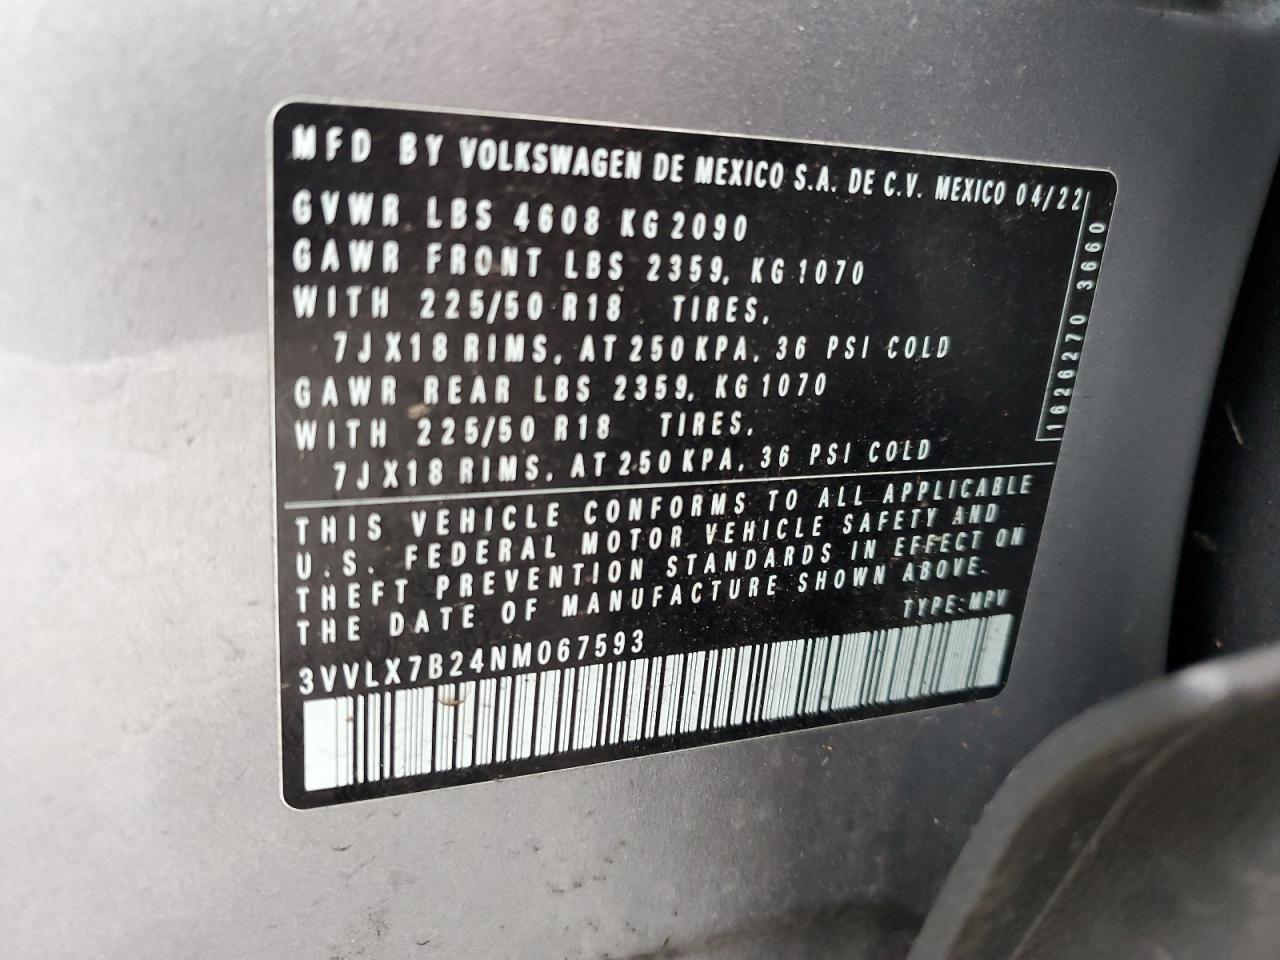 MFD BY VOLKSWAGEN DE MEXICO S.A. DE C.V. MEXICO 04/22
GVWR LBS 4608 KG 2090
GAWR FRONT LBS 2359, KG 1070
WITH 225/50 R18 TIRES,
7JX18 RIMS, AT 250 KPA, 36 PSI COLD
GAWR REAR LBS 2359, KG 1070
WITH 225/50 R18 TIRES,
7JX18 RIMS, AT 250 KPA, 36 PSI COLD
1626270 3660
THIS VEHICLE CONFORMS TO ALL APPLICABLE
U.S. FEDERAL MOTOR VEHICLE SAFETY AND
THEFT PREVENTION STANDARDS IN EFFECT ON
THE DATE OF MANUFACTURE SHOWN ABOVE.
TYPE: MPV
3VVLX7B24NM067593